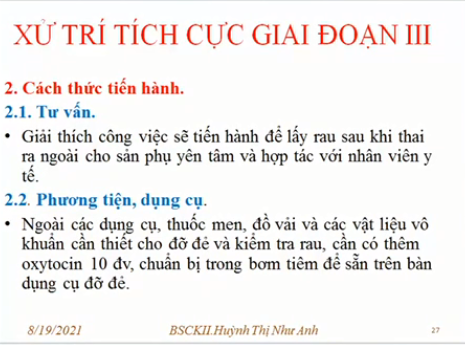 XỬ TRÍ TÍCH CỰC GIAI ĐOẠN III
2. Cách thức tiến hành.
2.1. Tư vấn.
• Giải thích công việc sẽ tiến hành để lấy rau sau khi thai
ra ngoài cho sản phụ yên tâm và hợp tác với nhân viên y
tế.
2.2. Phương tiện, dụng cụ.
• Ngoài các dụng cụ, thuốc men, đồ vải và các vật liệu vô
khuẩn cần thiết cho đỡ đẻ và kiểm tra rau, cần có thêm
oxytocin 10 đv, chuẩn bị trong bơm tiêm để sẵn trên bàn
dụng cụ đỡ đẻ.
8/19/2021 BSCKII.Huỳnh Thị Như Anh 27